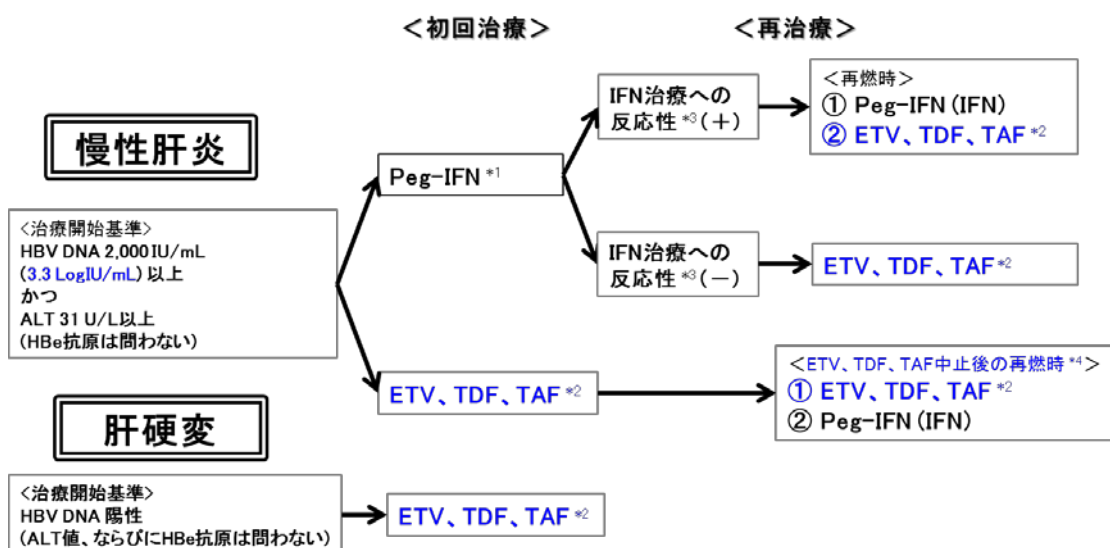 ＜初回治療＞
＜再治療＞
慢性肝炎
＜治療開始基準＞
HBV DNA 2,000 IU/mL
(3.3 LogIU/mL) 以上
かつ
ALT 31 U/L以上
(HBe抗原は問わない)
Peg-IFN *1
IFN治療への
反応性 *3 (＋)
＜再燃時＞
① Peg-IFN (IFN)
② ETV、TDF、TAF *2
IFN治療への
反応性 *3 (－)
ETV、TDF、TAF *2
ETV、TDF、TAF *2
＜ETV、TDF、TAF中止後の再燃時 *4＞
① ETV、TDF、TAF *2
② Peg-IFN (IFN)
肝硬変
＜治療開始基準＞
HBV DNA 陽性
(ALT値、ならびにHBe抗原は問わない)
ETV、TDF、TAF *2